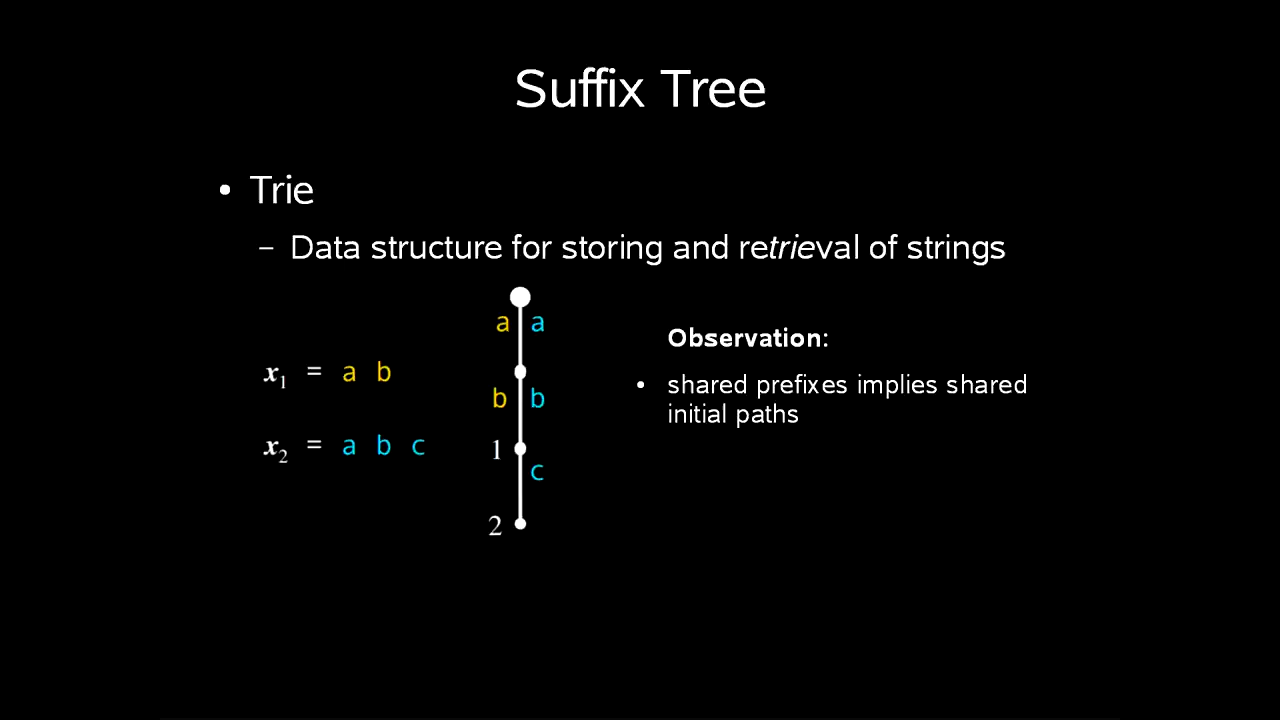 Suffix Tree
• Trie
– Data structure for storing and retrieval of strings
a a
Observation:
x1 = a b
shared prefixes implies shared
initial paths
b b
x2 = a b c
1
c
2